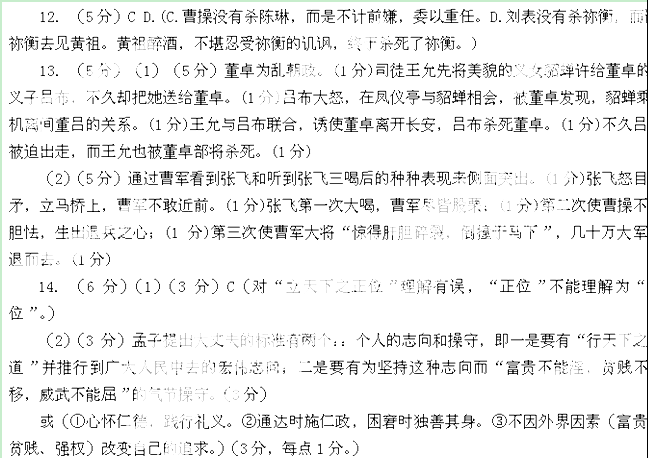 12. （5分）C D.(C.曹操没有杀陈琳，而是不计前嫌，委以重任。D.刘表没有杀祢衡，而
祢衡去见黄祖。黄祖醉酒，不堪忍受祢衡的讥讽，终于杀死了祢衡。)
13. （5分）（1）（5分）董卓为乱朝政。(1分)司徒王允先将美貌的义女貂蝉许给董卓的
义子吕布，不久却把她送给董卓。(1分)吕布大怒，在凤仪亭与貂蝉相会，被董卓发现，貂蝉乘
机离间董吕的关系。(1分)王允与吕布联合，诱使董卓离开长安，吕布杀死董卓。(1分)不久吕
被迫出走，而王允也被董卓部将杀死。(1分)
（2）（5分）通过曹军看到张飞和听到张飞三喝后的种种表现来侧面突出。(1分)张飞怒目
矛，立马桥上，曹军不敢近前。(1分)张飞第一次大喝，曹军尽皆股栗；(1分)第二次使曹操不
胆怯，生出退兵之心；(1分)第三次使曹军大将“惊得肝胆碎裂，倒撞于马下”，几十万大军
退而去。(1分)
14. （6分）(1)（3分）C（对“立天下之正位”理解有误，“正位”不能理解为“
位”。）
（2）（3分）孟子提出大丈夫的标准有两个：：个人的志向和操守，即一是要有“行天下之
道”并推行到广大人民中去的宏伟志向；二是要有为坚持这种志向而“富贵不能淫，贫贱不
移，威武不能屈”的气节操守。（3分）
或（①心怀仁德，践行礼义。②通达时施仁政，困窘时独善其身。③不因外界因素（富贵
贫贱、强权）改变自己的追求。）(3分，每点1分。)